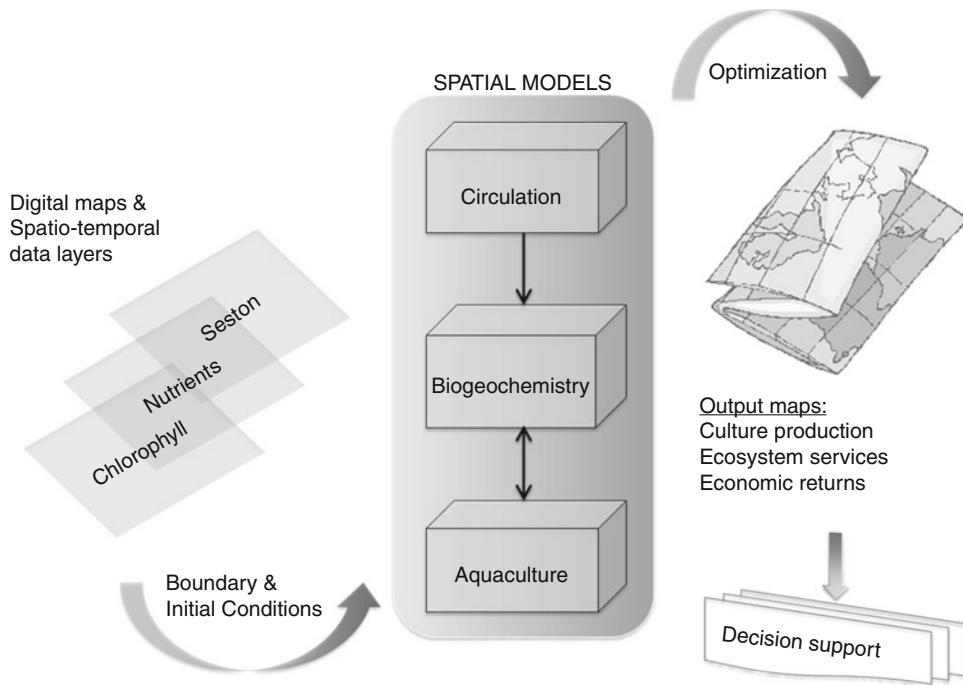 Digital maps &
Spatio-temporal
data layers
Seston
Nutrients
Chlorophyll
Boundary &
Initial Conditions
SPATIAL MODELS
Circulation
Biogeochemistry
Aquaculture
Optimization
Output maps:
Culture production
Ecosystem services
Economic returns
Decision support